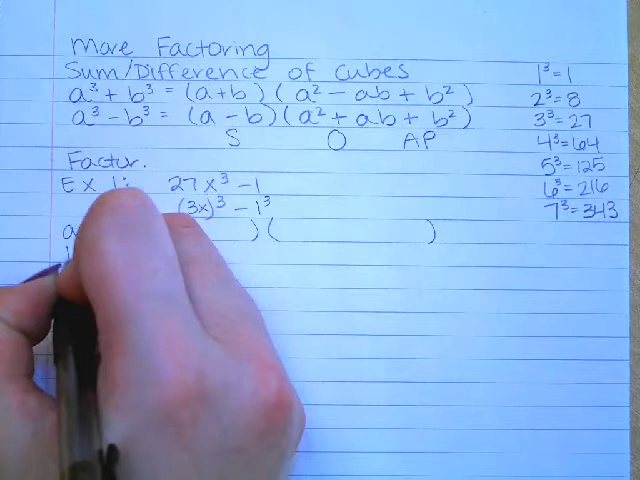 More Factoring
Sum/Difference of Cubes
a³ + b³ = (a+b)(a² - ab + b²)
a³ - b³ = (a - b)(a² + ab + b²)
S O AP
Factor.
Ex 1: 27x³ - 1
(3x)³ - 1³
a )( )
1³=1
2³=8
3³=27
4³=64
5³=125
6³=216
7³=343